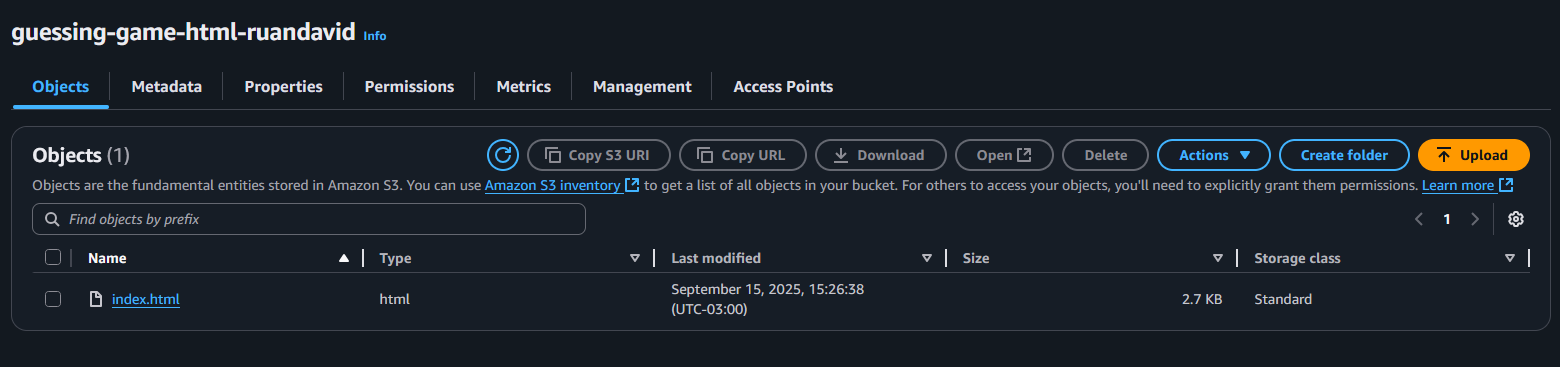 guessing-game-html-ruandavid Info
Objects Metadata Properties Permissions Metrics Management Access Points
Objects (1) Copy S3 URI Copy URL Download Open Delete Actions Create folder Upload
Objects are the fundamental entities stored in Amazon S3. You can use Amazon S3 inventory to get a list of all objects in your bucket. For others to access your objects, you'll need to explicitly grant them permissions. Learn more
Find objects by prefix 1
Name Type Last modified Size Storage class
index.html html September 15, 2025, 15:26:38 2.7 KB Standard
(UTC-03:00)